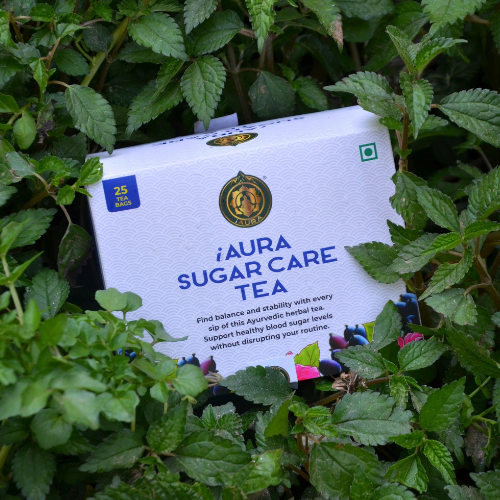 25
TEA
BAGS
iAURA
iAURA
SUGAR CARE
TEA
Find balance and stability with every
sip of this Ayurvedic herbal tea.
Support healthy blood sugar levels
without disrupting your routine.